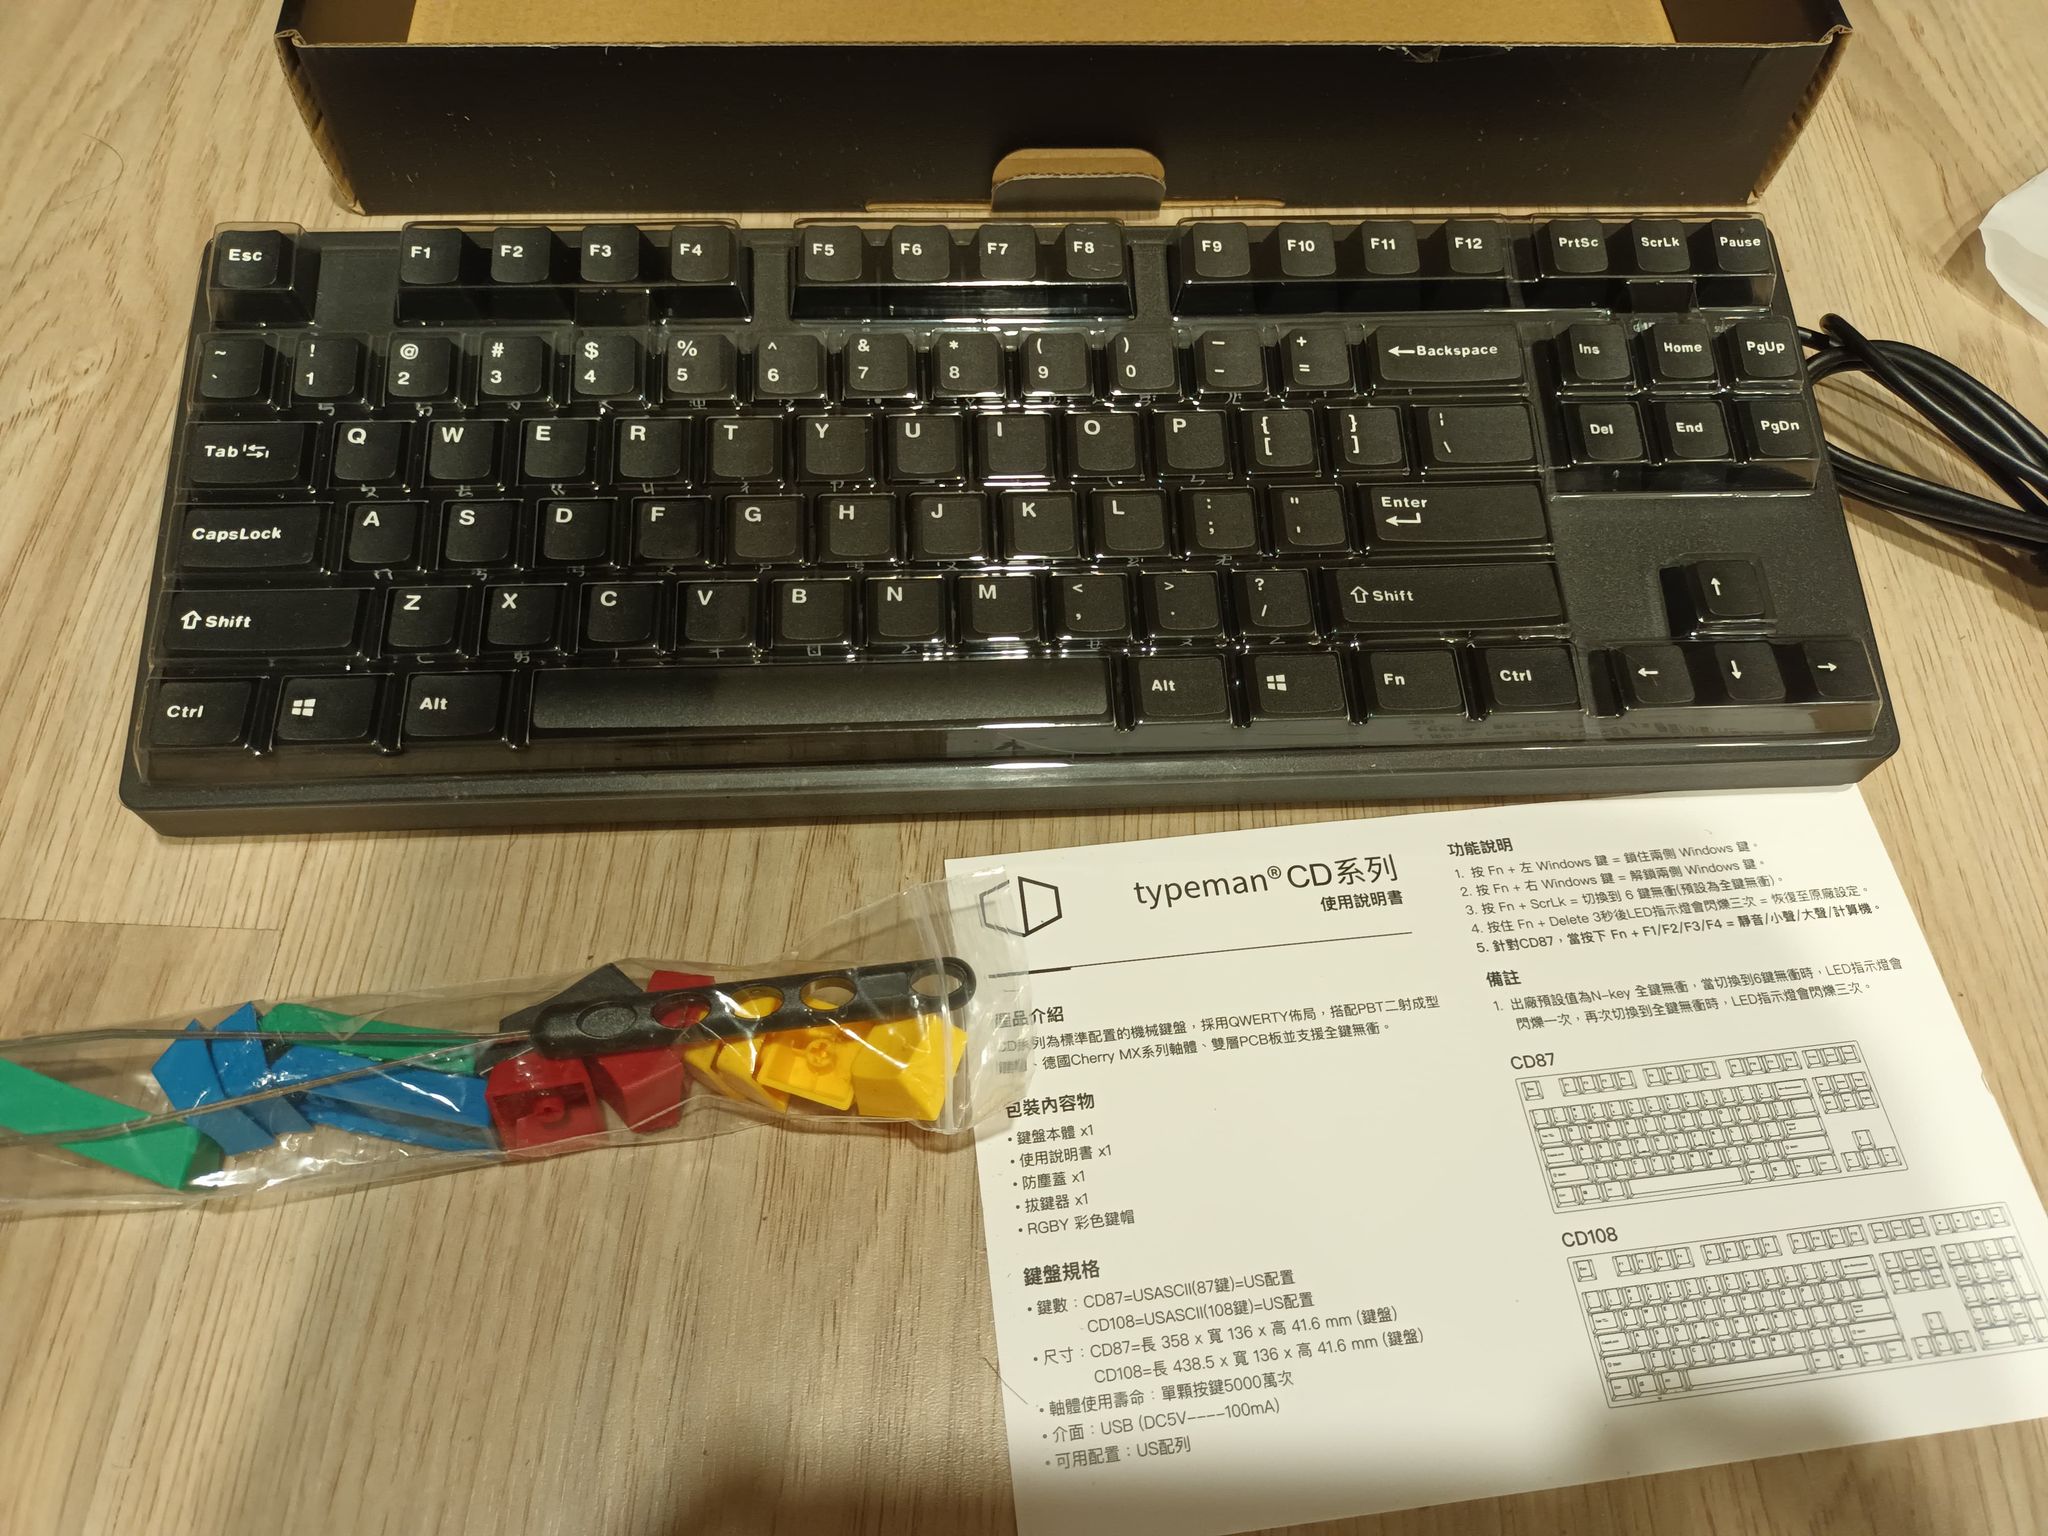 Esc F1 F2 F3 F4 F5 F6 F7 F8 F9 F10 F11 F12 PrtSc ScrLk Pause
~ ! @ # $ % ^ & * ( ) — +
` 1 2 3 4 5 6 7 8 9 0 - = ←Backspace Ins Home PgUp
Tab Q W E R T Y U I O P { } ¦
[ ] \ Del End PgDn
CapsLock A S D F G H J K L : " Enter
; '
⇧ Shift Z X C V B N M < > ? ⇧ Shift ↑
, . /
Ctrl Alt Alt Fn Ctrl ← ↓ →
typeman® CD系列
使用說明書
產品介紹
CD系列為標準配置的機械鍵盤，採用QWERTY佈局，搭配PBT二射成型
、德國Cherry MX系列軸體、雙層PCB板並支援全鍵無衝。
包裝內容物
• 鍵盤本體 x1
• 使用說明書 x1
• 防塵蓋 x1
• 拔鍵器 x1
• RGBY 彩色鍵帽
鍵盤規格
• 鍵數：CD87=USASCII(87鍵)=US配置
CD108=USASCII(108鍵)=US配置
• 尺寸：CD87=長 358 x 寬 136 x 高 41.6 mm (鍵盤)
CD108=長 438.5 x 寬 136 x 高 41.6 mm (鍵盤)
• 軸體使用壽命：單顆按鍵5000萬次
• 介面：USB (DC5V----100mA)
• 可用配置：US配列
功能說明
1. 按 Fn + 左 Windows 鍵 = 鎖住兩側 Windows 鍵。
2. 按 Fn + 右 Windows 鍵 = 解鎖兩側 Windows 鍵。
3. 按 Fn + ScrLk = 切換到 6 鍵無衝(預設為全鍵無衝)。
4. 按住 Fn + Delete 3秒後LED指示燈會閃爍三次 = 恢復至原廠設定。
5. 針對CD87，當按下 Fn + F1/F2/F3/F4 = 靜音/小聲/大聲/計算機。
備註
1. 出廠預設值為N-key 全鍵無衝，當切換到6鍵無衝時，LED指示燈會
閃爍一次，再次切換到全鍵無衝時，LED指示燈會閃爍三次。
CD87
CD108